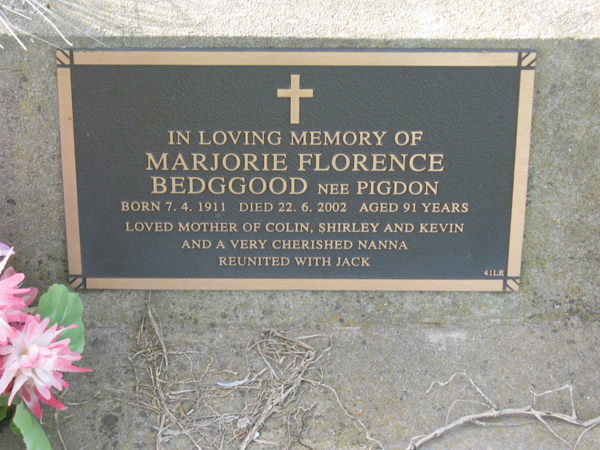 IN LOVING MEMORY OF
MARJORIE FLORENCE
BEDGGOOD NEE PIGDON
BORN 7. 4. 1911 DIED 22. 6. 2002 AGED 91 YEARS
LOVED MOTHER OF COLIN, SHIRLEY AND KEVIN
AND A VERY CHERISHED NANNA
REUNITED WITH JACK
41LR